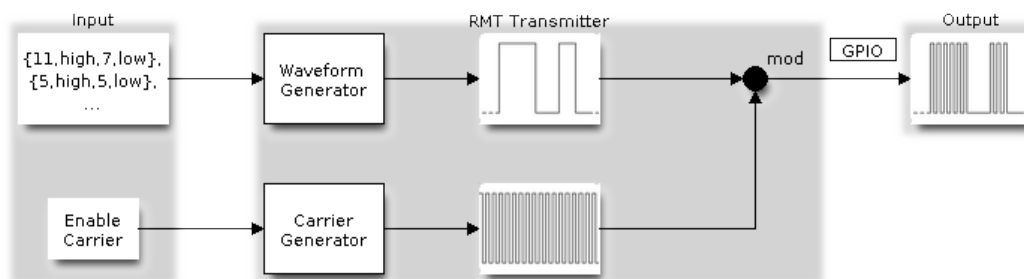 Input
RMT Transmitter
Output
{11,high,7,low},
{5,high,5,low},
...
Waveform
Generator
mod
GPIO
Enable
Carrier
Carrier
Generator